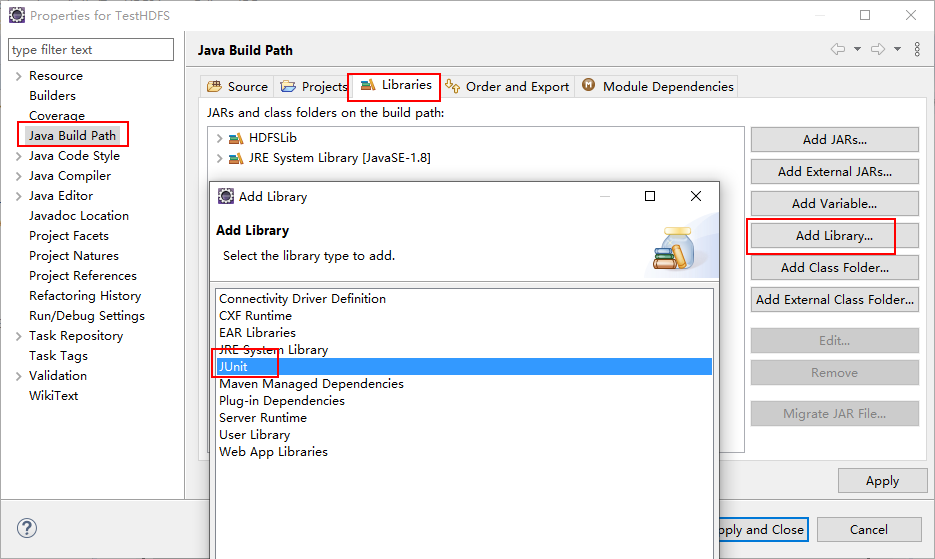 Properties for TestHDFS
type filter text
Resource
Builders
Coverage
Java Build Path
Java Code Style
Java Compiler
Java Editor
Javadoc Location
Project Facets
Project Natures
Project References
Refactoring History
Run/Debug Settings
Task Repository
Task Tags
Validation
WikiText
Java Build Path
Source Projects Libraries Order and Export Module Dependencies
JARs and class folders on the build path:
HDFSLib
JRE System Library [JavaSE-1.8]
Add JARs...
Add External JARs...
Add Variable...
Add Library...
Add Class Folder...
Add External Class Folder...
Edit...
Remove
Migrate JAR File...
Apply
Add Library
Add Library
Select the library type to add.
Connectivity Driver Definition
CXF Runtime
EAR Libraries
JRE System Library
JUnit
Maven Managed Dependencies
Plug-in Dependencies
Server Runtime
User Library
Web App Libraries
pply and Close Cancel